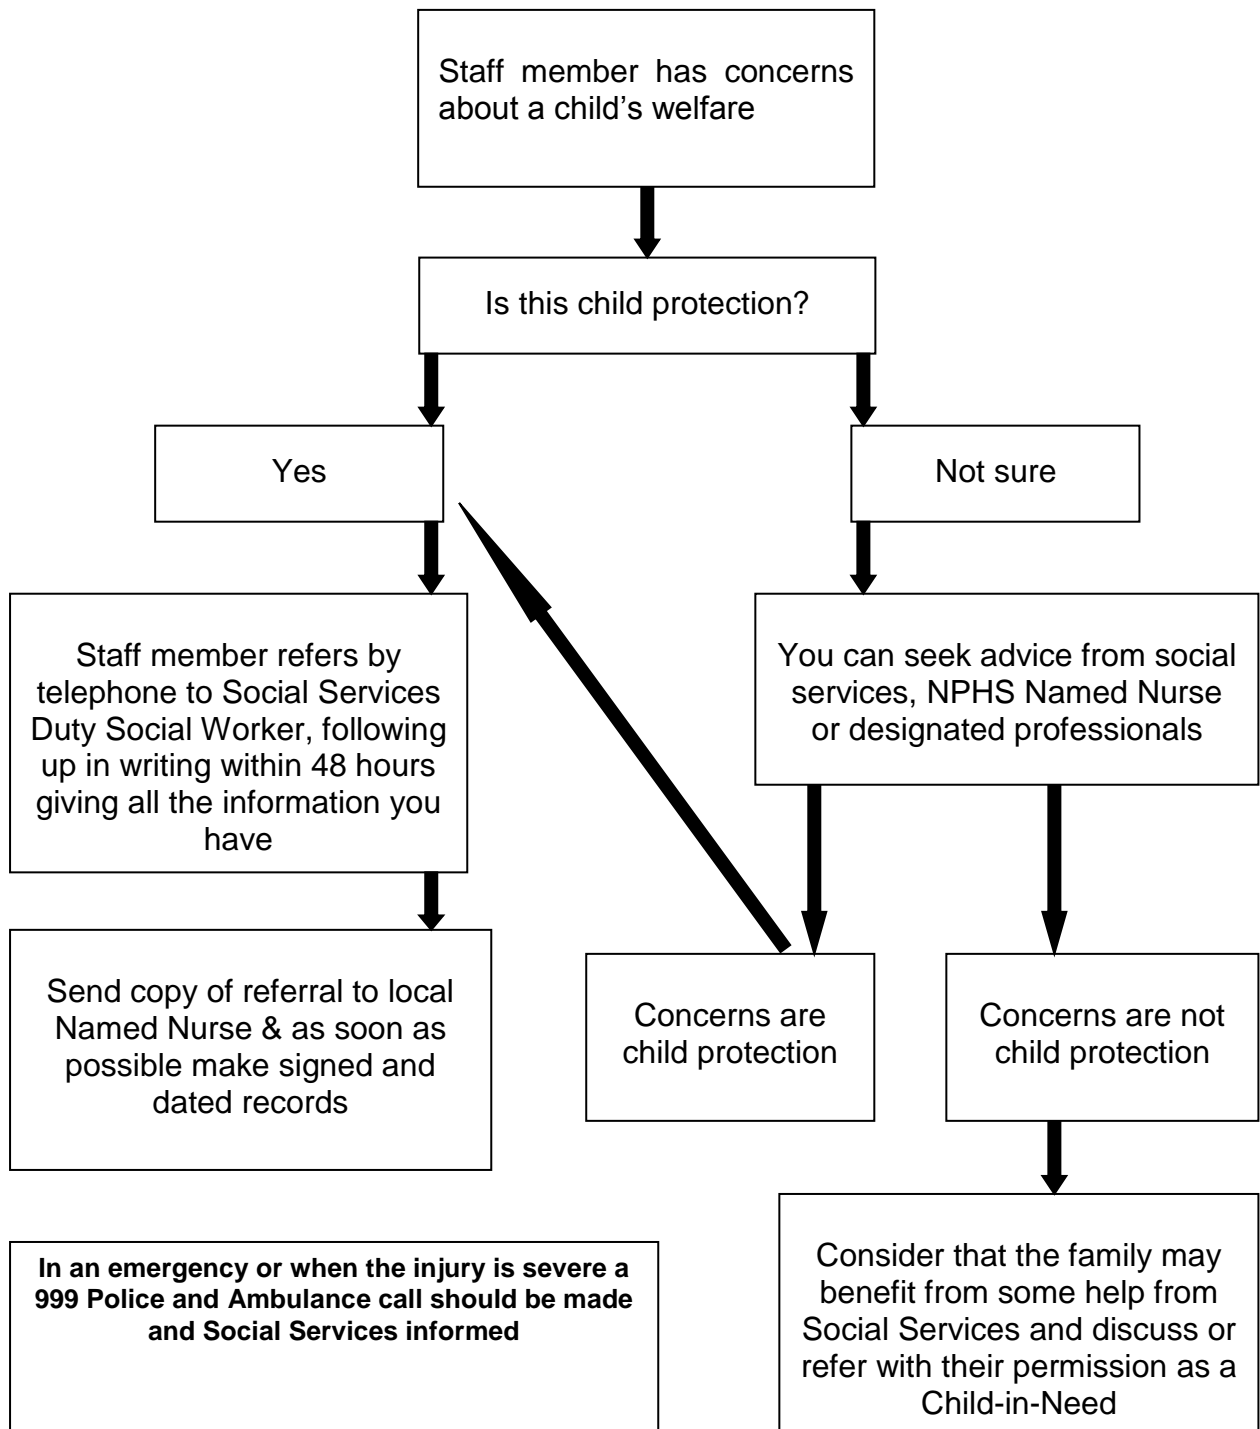 Staff member has concerns
about a child’s welfare
Is this child protection?
Yes
Not sure
Staff member refers by
telephone to Social Services
Duty Social Worker, following
up in writing within 48 hours
giving all the information you
have
You can seek advice from social
services, NPHS Named Nurse
or designated professionals
Send copy of referral to local
Named Nurse & as soon as
possible make signed and
dated records
Concerns are
child protection
Concerns are not
child protection
In an emergency or when the injury is severe a
999 Police and Ambulance call should be made
and Social Services informed
Consider that the family may
benefit from some help from
Social Services and discuss or
refer with their permission as a
Child-in-Need